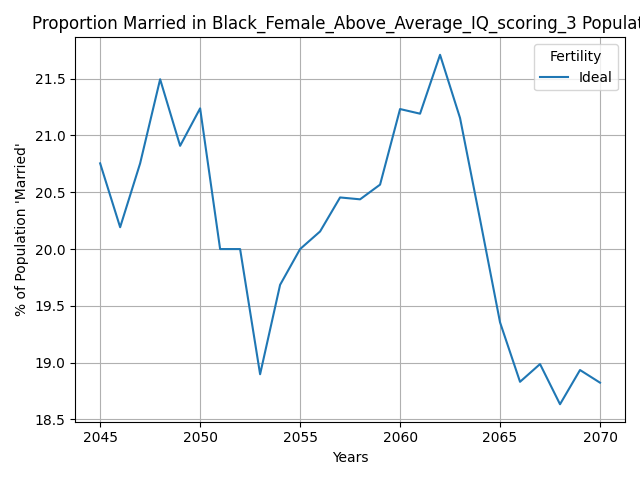 Proportion Married in Black_Female_Above_Average_IQ_scoring_3 Populat
Fertility
Ideal
% of Population 'Married'
21.5
21.0
20.5
20.0
19.5
19.0
18.5
2045 2050 2055 2060 2065 2070
Years